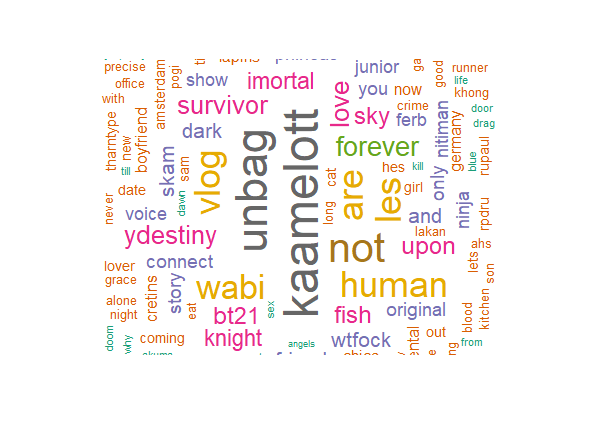 precise
office
with
tharntype
till
new
boyfriend
never
date
lover
grace
alone
night
doom
why
cretins
coming
amsterdam
pogi
lapins
show
imortal
survivor
dark
skam
sam
dawn
vlog
voice
ydestiny
connect
story
wabi
eat
bt21
knight
sex
angels
unbag
kaamelott
junior
you
now
love
sky
crime
ferb
forever
are
les
long
cat
hes
kill
girl
only
nitiman
and
lakan
not
upon
human
fish
original
wtfock
out
good
runner
life
khong
door
drag
germany
blue
rupaul
ninja
rpdru
ahs
lets
son
kitchen
blood
from